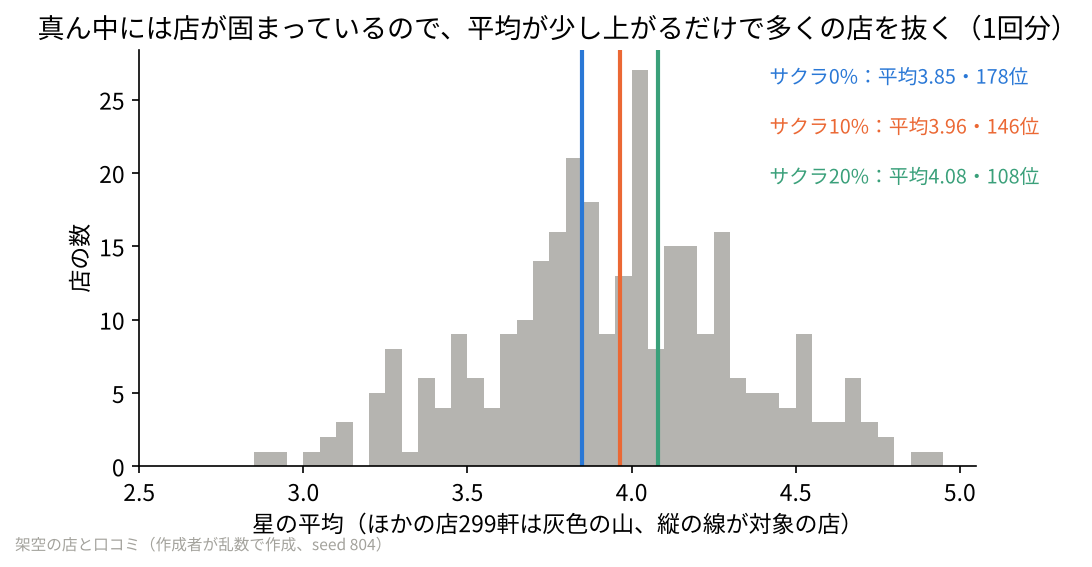 真ん中には店が固まっているので、平均が少し上がるだけで多くの店を抜く（1回分）
サクラ0%：平均3.85・178位
サクラ10%：平均3.96・146位
サクラ20%：平均4.08・108位
店の数
25
20
15
10
5
0
2.5
3.0
3.5
4.0
4.5
5.0
星の平均（ほかの店299軒は灰色の山、縦の線が対象の店）
架空の店と口コミ（作成者が乱数で作成、seed 804）